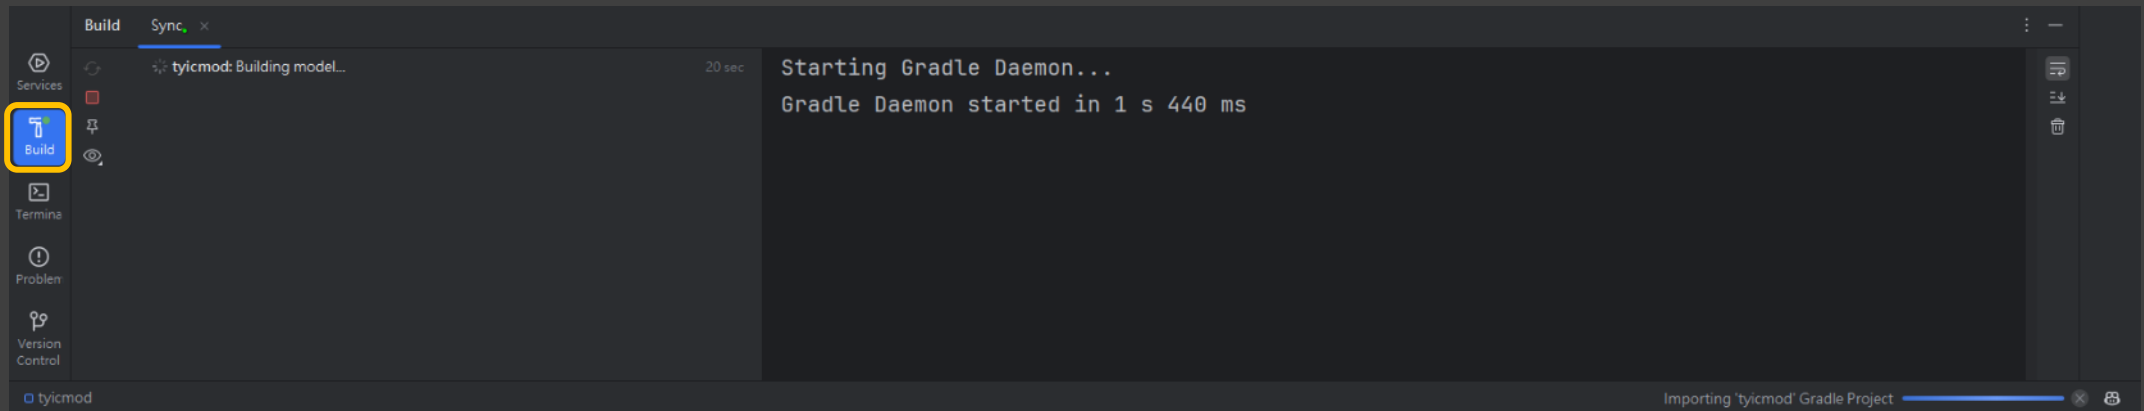 Build
Sync
Services
Build
Termina
Problem
Version
Control
tyicmod: Building model...
20 sec
Starting Gradle Daemon...
Gradle Daemon started in 1 s 440 ms
tyicmod
Importing 'tyicmod' Gradle Project